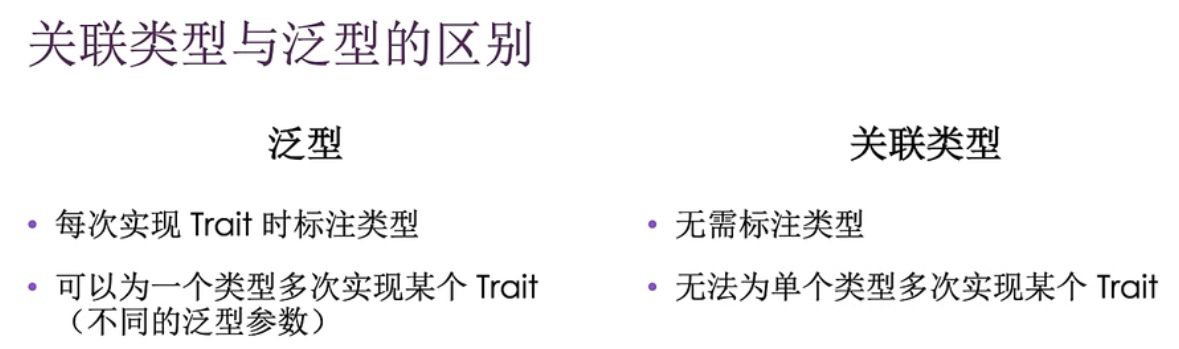 关联类型与泛型的区别
泛型
• 每次实现 Trait 时标注类型
• 可以为一个类型多次实现某个 Trait
（不同的泛型参数）
关联类型
• 无需标注类型
• 无法为单个类型多次实现某个 Trait